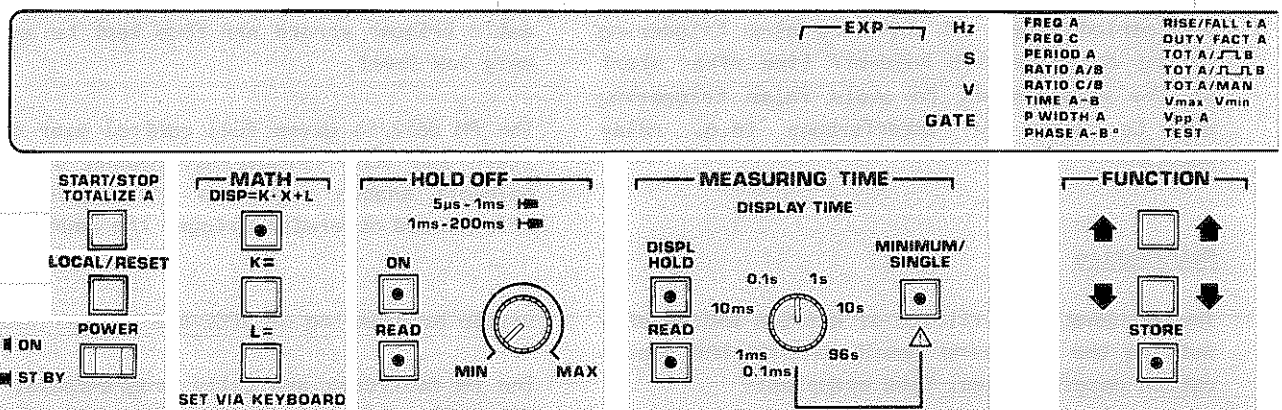 EXP Hz
S
V
GATE
FREQ A
FREQ C
PERIOD A
RATIO A/B
RATIO C/B
TIME A-B
P WIDTH A
PHASE A-B °
RISE/FALL t A
DUTY FACT A
TOT A/ B
TOT A/ B
TOT A/MAN
Vmax Vmin
Vpp A
TEST
START/STOP
TOTALIZE A
LOCAL/RESET
POWER
ON
ST BY
MATH
DISP=K·X+L
K=
L=
SET VIA KEYBOARD
HOLD OFF
5µs-1ms
1ms-200ms
ON
READ
MIN MAX
MEASURING TIME
DISPLAY TIME
DISPL
HOLD
READ
0.1s 1s
10ms 10s
1ms 96s
0.1ms
MINIMUM/
SINGLE
FUNCTION
STORE